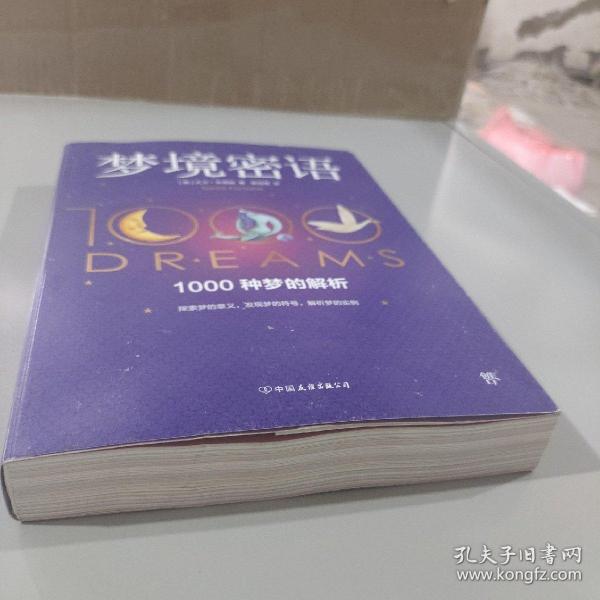 梦境密语
1000
DREAMS
1000 种梦的解析
探索梦的意义，发现梦的符号，解析梦的实例
中国友谊出版公司
孔夫子旧书网
www.kongfz.com